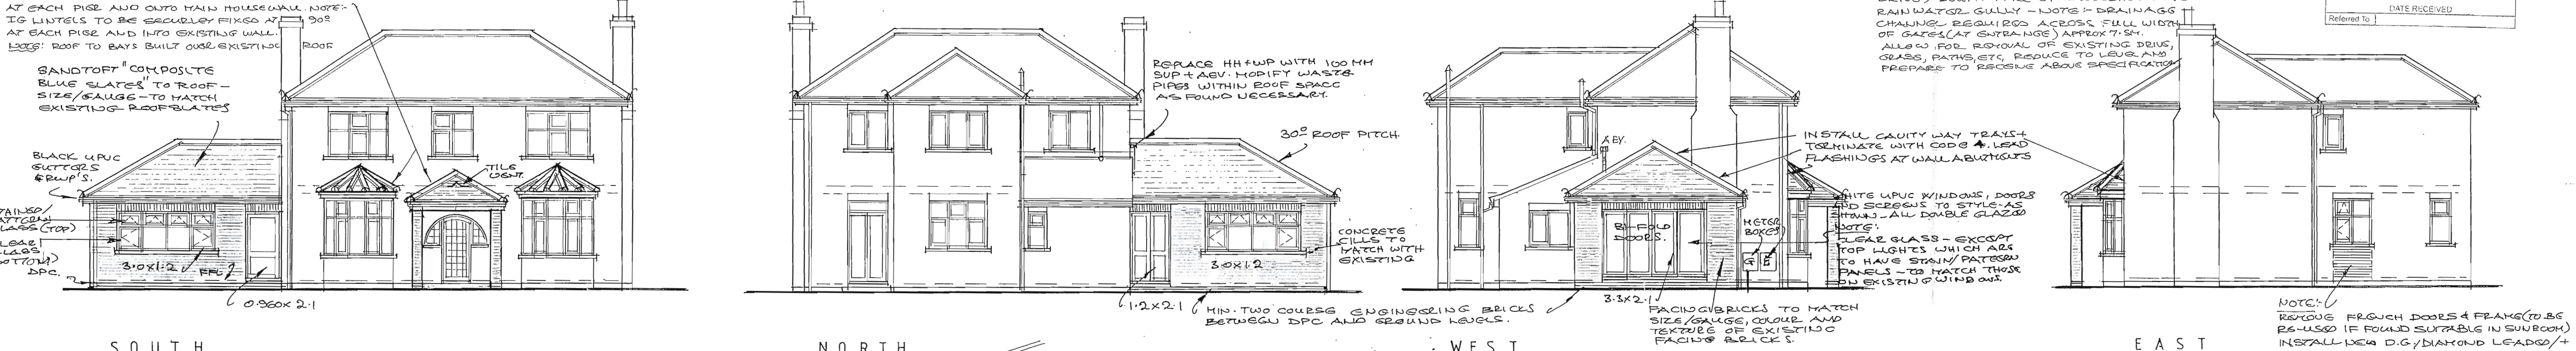 AT EACH PIER AND ONTO MAIN HOUSE WALL. NOTE:-
IG LINTELS TO BE SECURLEY FIXED AT 90°
AT EACH PIER AND INTO EXISTING WALL.
NOTE: ROOF TO BAYS BUILT OVER EXISTING ROOF
SANDTOFT "COMPOSITE
BLUE SLATES" TO ROOF -
SIZE/GAUGE - TO MATCH
EXISTING ROOF SLATES
BLACK UPUC
GUTTERS
& RWP'S.
(TOP)
DPC.
3.0x1.2
FFL
0.960x2.1
TILE
VENT.
SOUTH
REPLACE HH+WP WITH 100MM
SUP+AEV. MODIFY WASTE
PIPES WITHIN ROOF SPACE
AS FOUND NECESSARY.
30° ROOF PITCH.
CONCRETE
CILLS TO
MATCH WITH
EXISTING
3.0x1.2
1.2x2.1
MIN. TWO COURSE ENGINEERING BRICKS
BETWEEN DPC AND GROUND LEVELS.
NORTH
RAINWATER GULLY - NOTE:- DRAINAGE
CHANNEL REQUIRED ACROSS FULL WIDTH
OF GATES (AT ENTRANCE) APPROX 7.5M.
ALLOW FOR REMOVAL OF EXISTING DRIVE,
GRASS, PATHS, ETC, REDUCE TO LEVEL AND
PREPARE TO RECEIVE ABOVE SPECIFICATION
AEV.
INSTALL CAVITY WAY TRAYS +
TERMINATE WITH CODE 4. LEAD
FLASHINGS AT WALL ABUTMENTS
BI-FOLD
DOORS.
METER
BOXES
G E
WHITE UPUC WINDOWS, DOORS
AND SCREENS TO STYLE AS
SHOWN - ALL DOUBLE GLAZED
NOTE:
CLEAR GLASS - EXCEPT
TOP LIGHTS WHICH ARE
TO HAVE STAIN/PATTERN
PANELS - TO MATCH THOSE
ON EXISTING WINDOWS.
3.3x2.1
FACING BRICKS TO MATCH
SIZE/GAUGE, COLOUR AND
TEXTURE OF EXISTING
FACING BRICKS.
WEST
DATE RECEIVED
Referred To
NOTE:-
REMOVE FRENCH DOORS & FRAME (TO BE
RE-USED IF FOUND SUITABLE IN SUNROOM)
INSTALL NEW D.G/DIAMOND LEADED/+
EAST